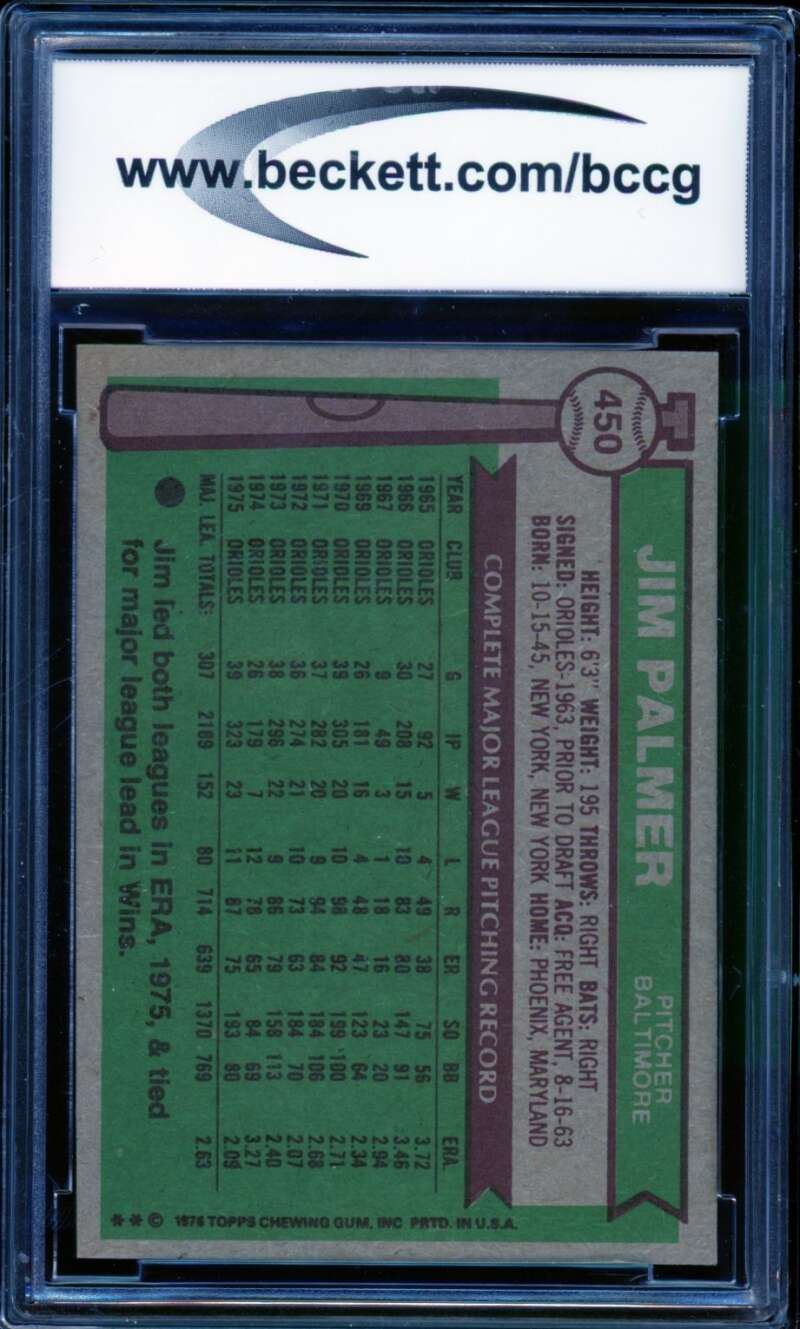 www.beckett.com/bccg
450
JIM PALMER
PITCHER
BALTIMORE
HEIGHT: 6'3" WEIGHT: 195 THROWS: RIGHT BATS: RIGHT
SIGNED: ORIOLES-1963, PRIOR TO DRAFT ACQ: FREE AGENT, 8-16-63
BORN: 10-15-45, NEW YORK, NEW YORK HOME: PHOENIX, MARYLAND
COMPLETE MAJOR LEAGUE PITCHING RECORD
YEAR CLUB G IP W L R ER SO BB ERA
1965 ORIOLES 27 92 5 4 49 38 75 56 3.72
1966 ORIOLES 30 208 15 10 83 80 147 91 3.46
1967 ORIOLES 9 49 3 1 18 16 23 20 2.94
1969 ORIOLES 26 181 16 4 48 47 123 64 2.34
1970 ORIOLES 39 305 20 10 98 92 199 100 2.71
1971 ORIOLES 37 282 20 9 94 84 184 106 2.68
1972 ORIOLES 36 274 21 10 73 63 184 70 2.07
1973 ORIOLES 38 296 22 9 86 79 158 113 2.40
1974 ORIOLES 26 179 7 12 78 65 84 69 3.27
1975 ORIOLES 39 323 23 11 87 75 193 80 2.09
MAJ. LEA. TOTALS: 307 2189 152 80 714 639 1370 769 2.63
Jim led both leagues in ERA, 1975, & tied
for major league lead in Wins.
* * © 1976 TOPPS CHEWING GUM, INC PRTD. IN U.S.A.